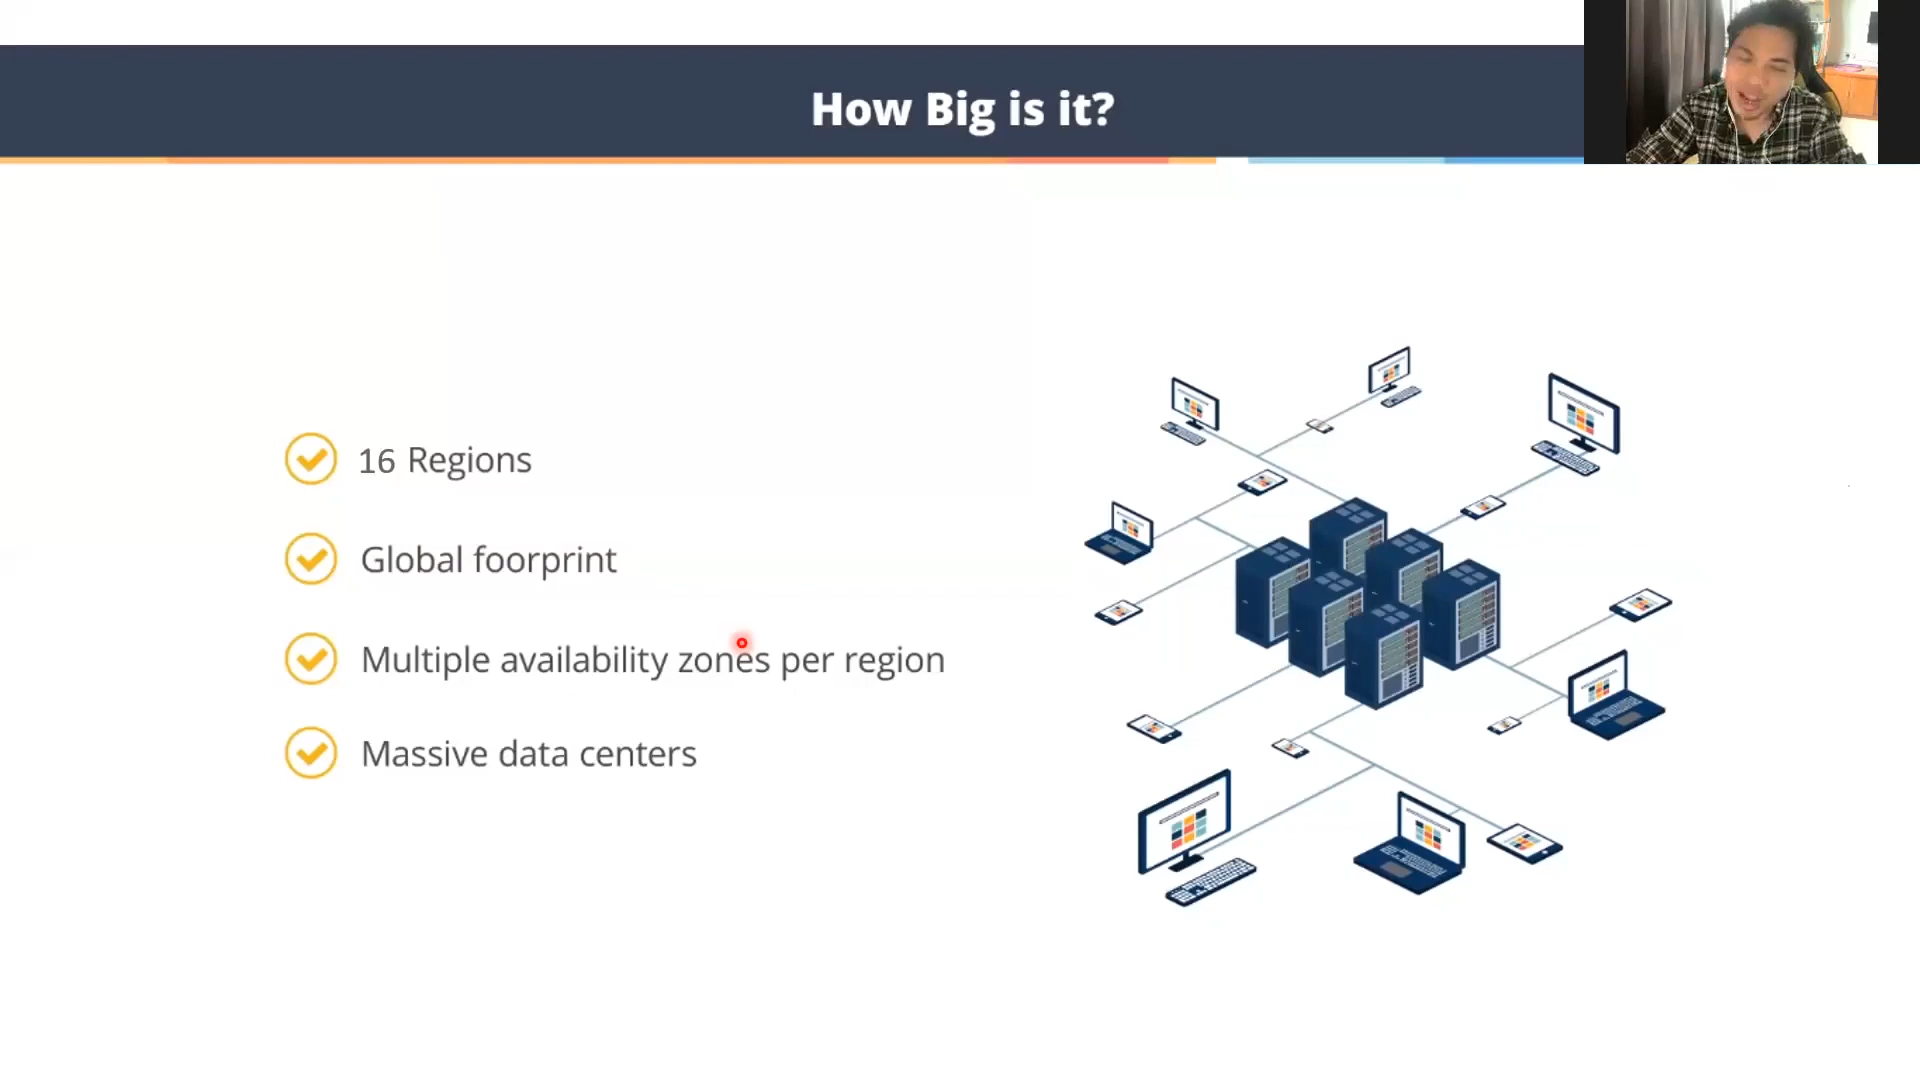 How Big is it?
16 Regions
Global foorprint
Multiple availability zones per region
Massive data centers